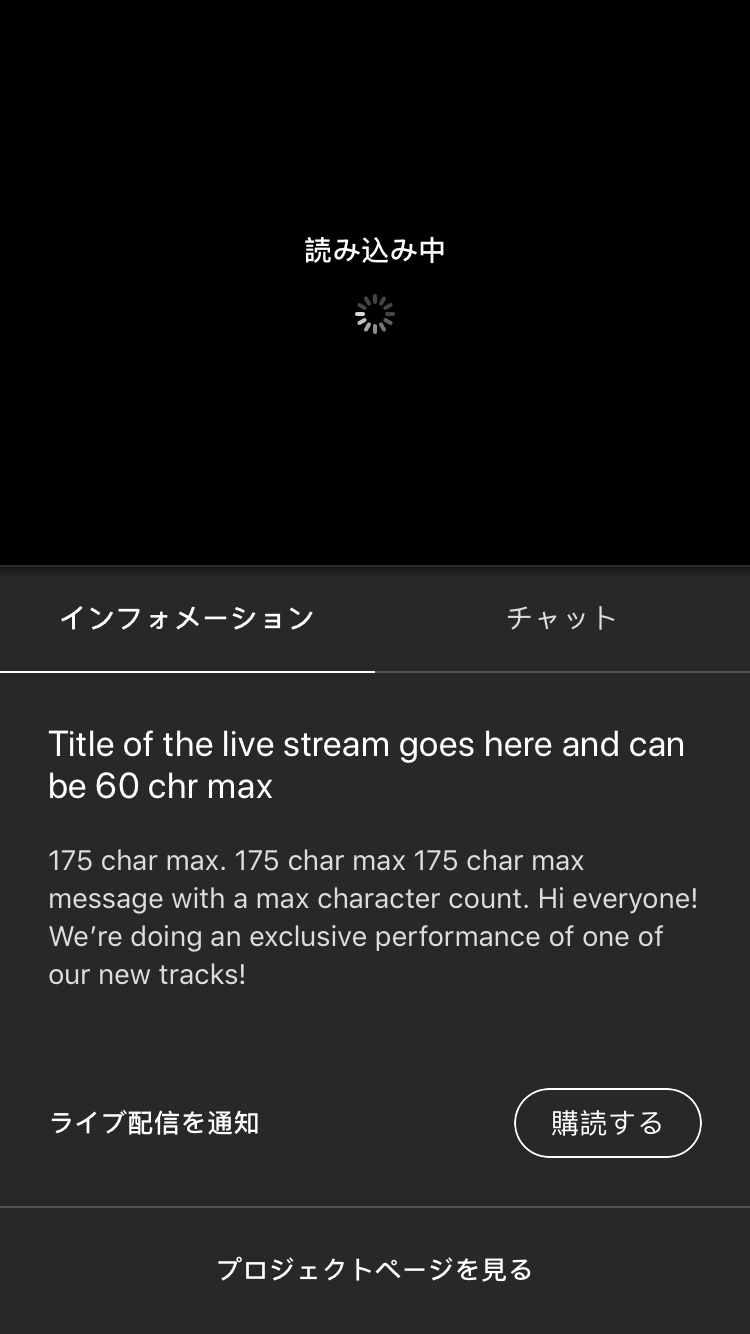 読み込み中
インフォメーション
チャット
Title of the live stream goes here and can
be 60 chr max
175 char max. 175 char max 175 char max
message with a max character count. Hi everyone!
We’re doing an exclusive performance of one of
our new tracks!
ライブ配信を通知
購読する
プロジェクトページを見る